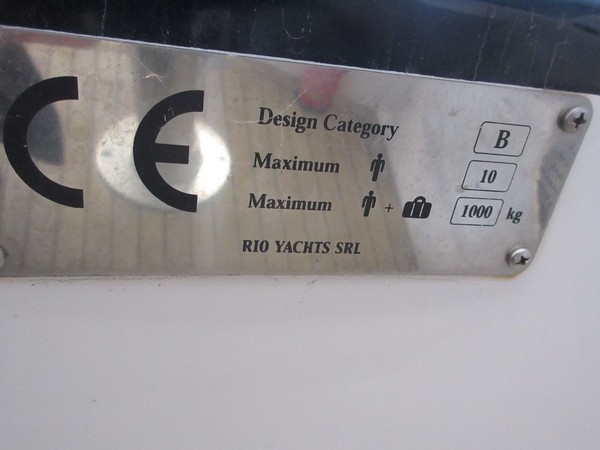 CE
Design Category B
Maximum 10
Maximum + 1000 kg
RIO YACHTS SRL